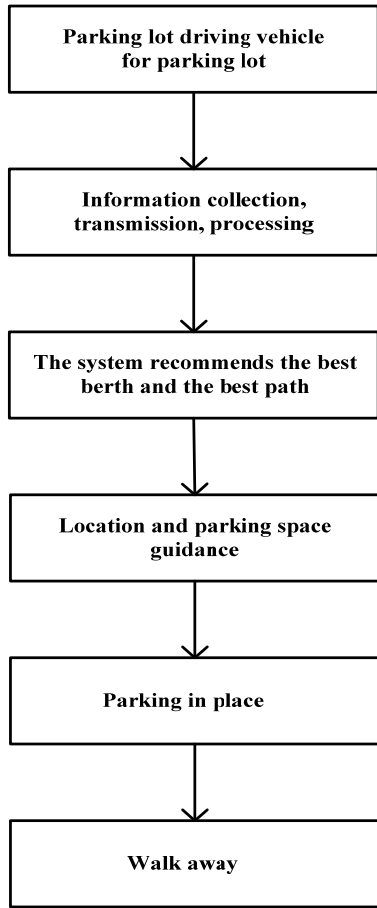 Parking lot driving vehicle
for parking lot
Information collection,
transmission, processing
The system recommends the best
berth and the best path
Location and parking space
guidance
Parking in place
Walk away